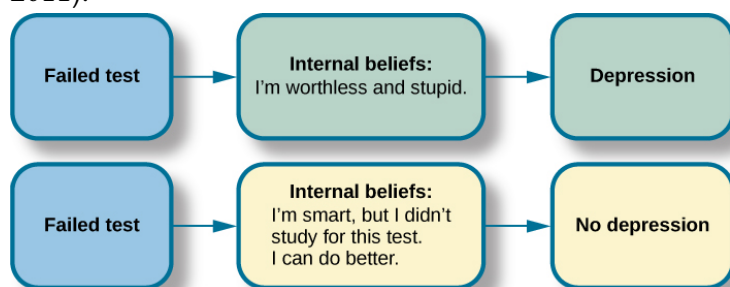 2011).
Failed test
Internal beliefs:
I'm worthless and stupid.
Depression
Failed test
Internal beliefs:
I'm smart, but I didn't
study for this test.
I can do better.
No depression